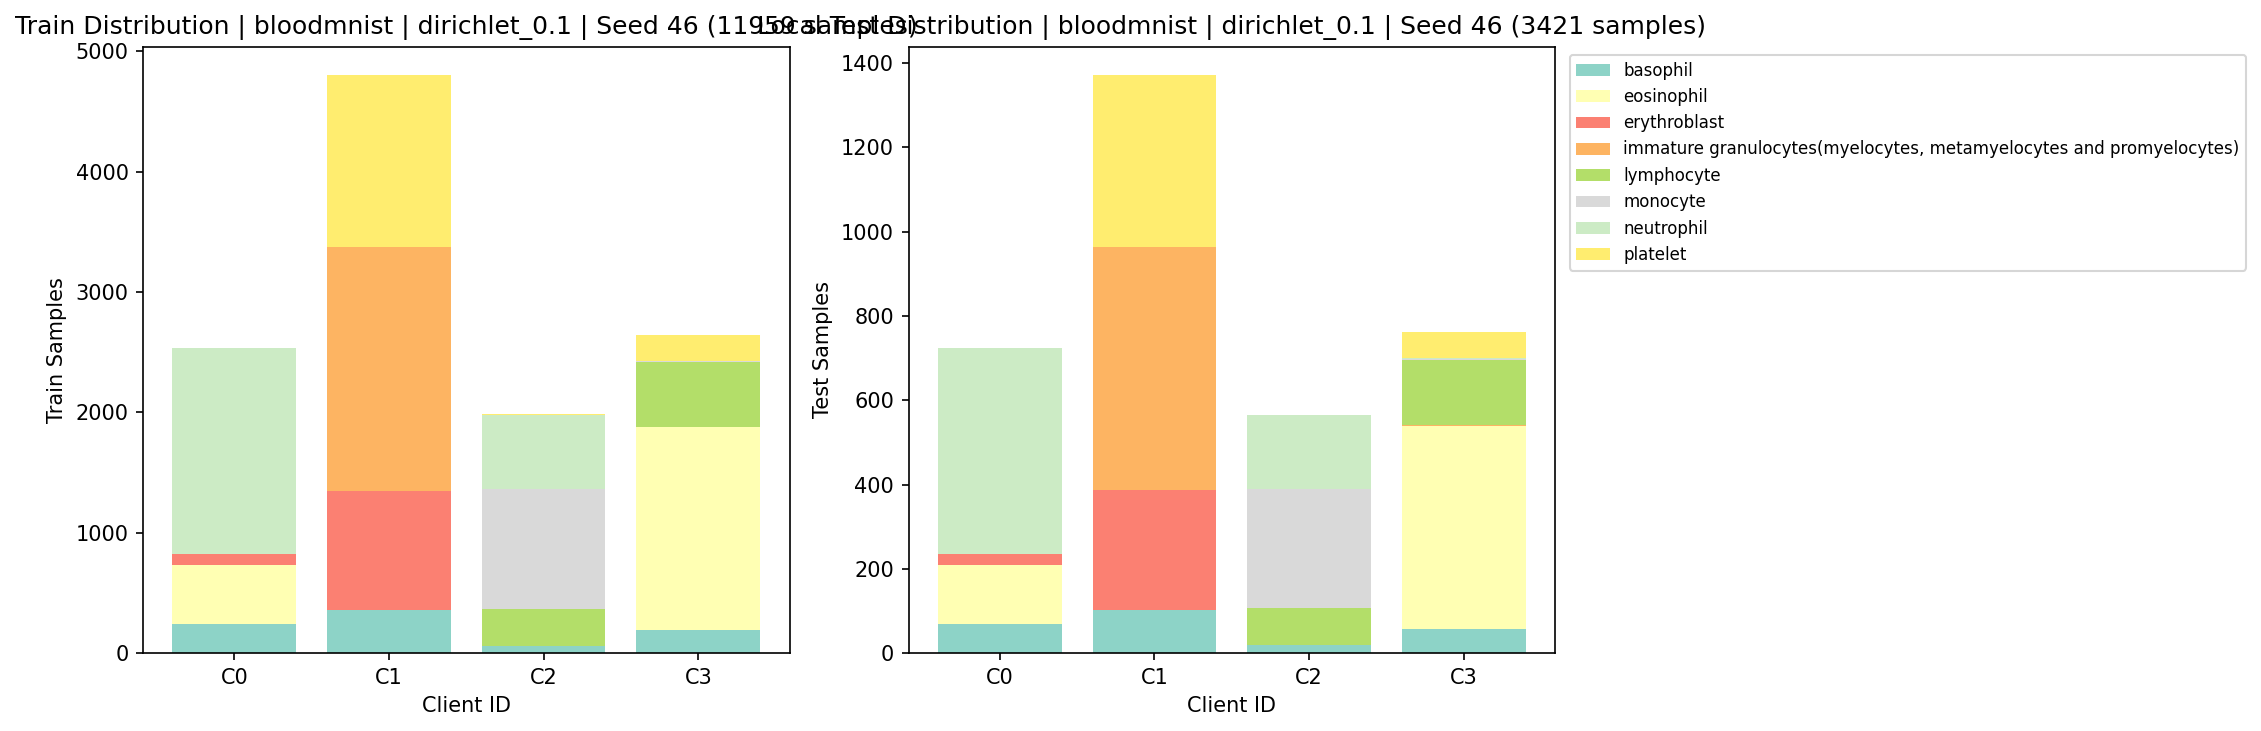 Train Distribution | bloodmnist | dirichlet_0.1 | Seed 46 (11959 samples)
Local Test Distribution | bloodmnist | dirichlet_0.1 | Seed 46 (3421 samples)
Train Samples
5000
4000
3000
2000
1000
0
C0 C1 C2 C3
Client ID
Test Samples
1400
1200
1000
800
600
400
200
0
C0 C1 C2 C3
Client ID
basophil
eosinophil
erythroblast
immature granulocytes(myelocytes, metamyelocytes and promyelocytes)
lymphocyte
monocyte
neutrophil
platelet